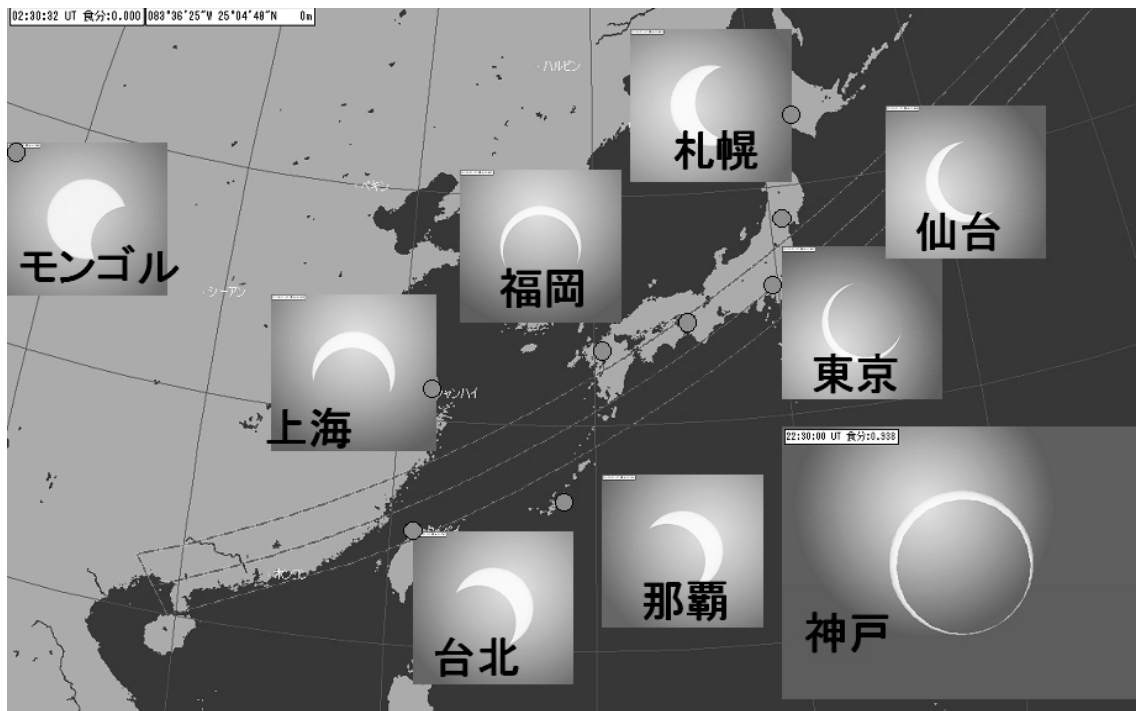 02:30:32 UT 食分:0.000 083°36'25"W 25°04'48"N 0m
ハルビン
札幌
ペキン
仙台
モンゴル
福岡
シーアン
東京
上海
シャンハイ
22:30:00 UT 食分:0.938
ホンコン
那覇
神戸
台北